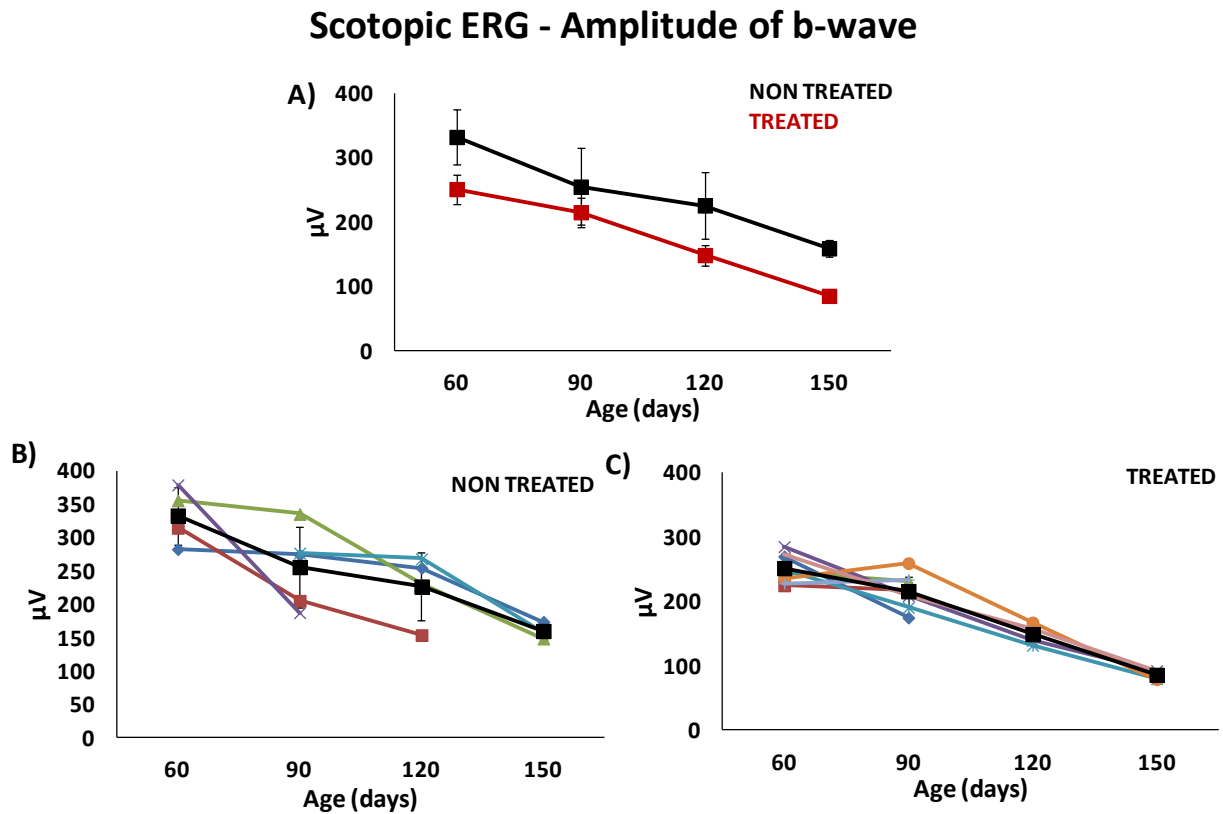 Scotopic ERG - Amplitude of b-wave
A)
NON TREATED
TREATED
400
300
200
100
0
µV
60 90 120 150
Age (days)
B)
NON TREATED
400
350
300
250
200
150
100
50
0
µV
60 90 120 150
Age (days)
C)
TREATED
400
300
200
100
0
µV
60 90 120 150
Age (days)